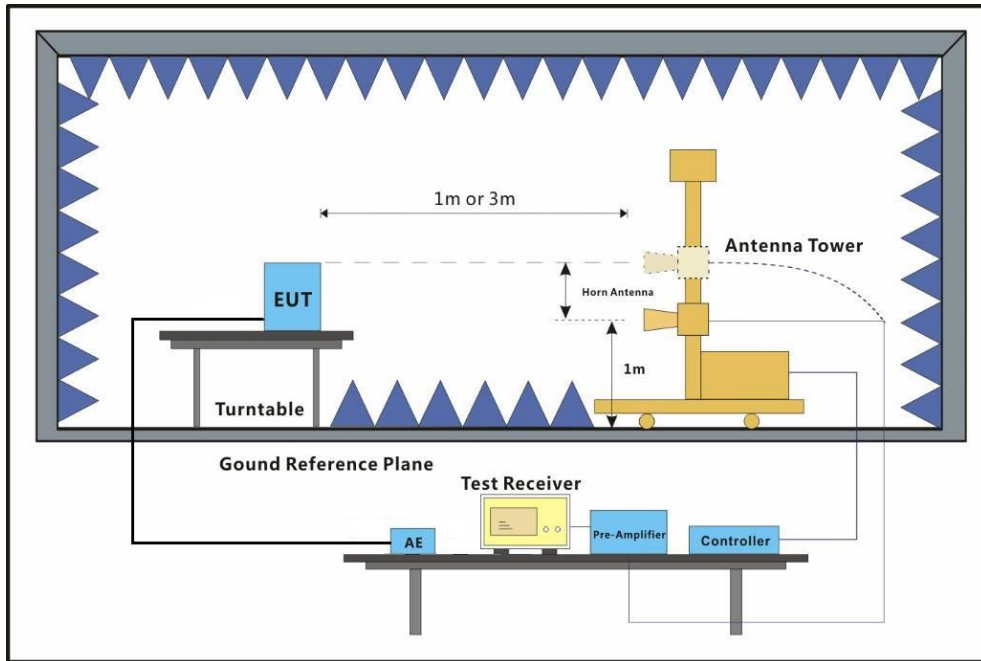 1m or 3m
Antenna Tower
EUT
Horn Antenna
1m
Turntable
Gound Reference Plane
Test Receiver
AE
Pre-Amplifier
Controller